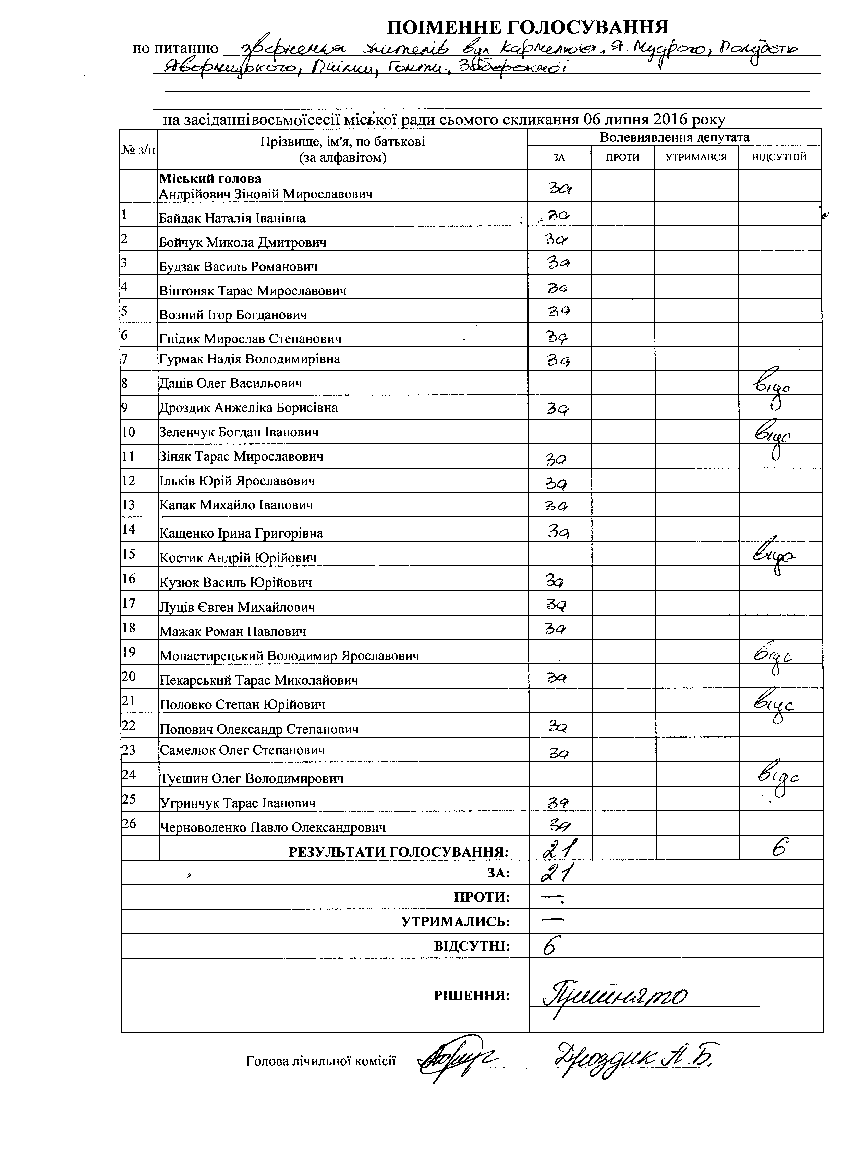 ПОІМЕННЕ ГОЛОСУВАННЯ
по питанню звернення жителів вул Кармелюка, Я. Мудрого,
Яворницького, Гонти,
на засіданнівосьмоїсесії міської ради сьомого скликання 06 липня 2016 року
№ з/п Прізвище, ім'я, по батькові (за алфавітом) Волевиявлення депутата
ЗА ПРОТИ УТРИМАВСЯ ВІДСУТНІЙ
Міський голова
Андрійович Зіновій Мирославович за
1 Байдак Наталія Іванівна за
2 Бойчук Микола Дмитрович за
3 Будзак Василь Романович за
4 Вінтоняк Тарас Мирославович за
5 Возний Ігор Богданович за
6 Гнідик Мирослав Степанович за
7 Гурмак Надія Володимирівна за
8 Даців Олег Васильович відс
9 Дроздик Анжеліка Борисівна за
10 Зеленчук Богдан Іванович відс
11 Зіняк Тарас Мирославович за
12 Ільків Юрій Ярославович за
13 Капак Михайло Іванович за
14 Кащенко Ірина Григорівна за
15 Костик Андрій Юрійович відс
16 Кузюк Василь Юрійович за
17 Луців Євген Михайлович за
18 Мажак Роман Павлович за
19 Монастирецький Володимир Ярославович відс
20 Пекарський Тарас Миколайович за
21 Половко Степан Юрійович відс
22 Попович Олександр Степанович за
23 Самелюк Олег Степанович за
24 Туєшин Олег Володимирович відс
25 Угринчук Тарас Іванович за
26 Черноволенко Павло Олександрович за
РЕЗУЛЬТАТИ ГОЛОСУВАННЯ: 21 6
ЗА: 21
ПРОТИ: —
УТРИМАЛИСЬ: —
ВІДСУТНІ: 6
РІШЕННЯ: Прийнято
Голова лічильної комісії Дроздик А.Б.